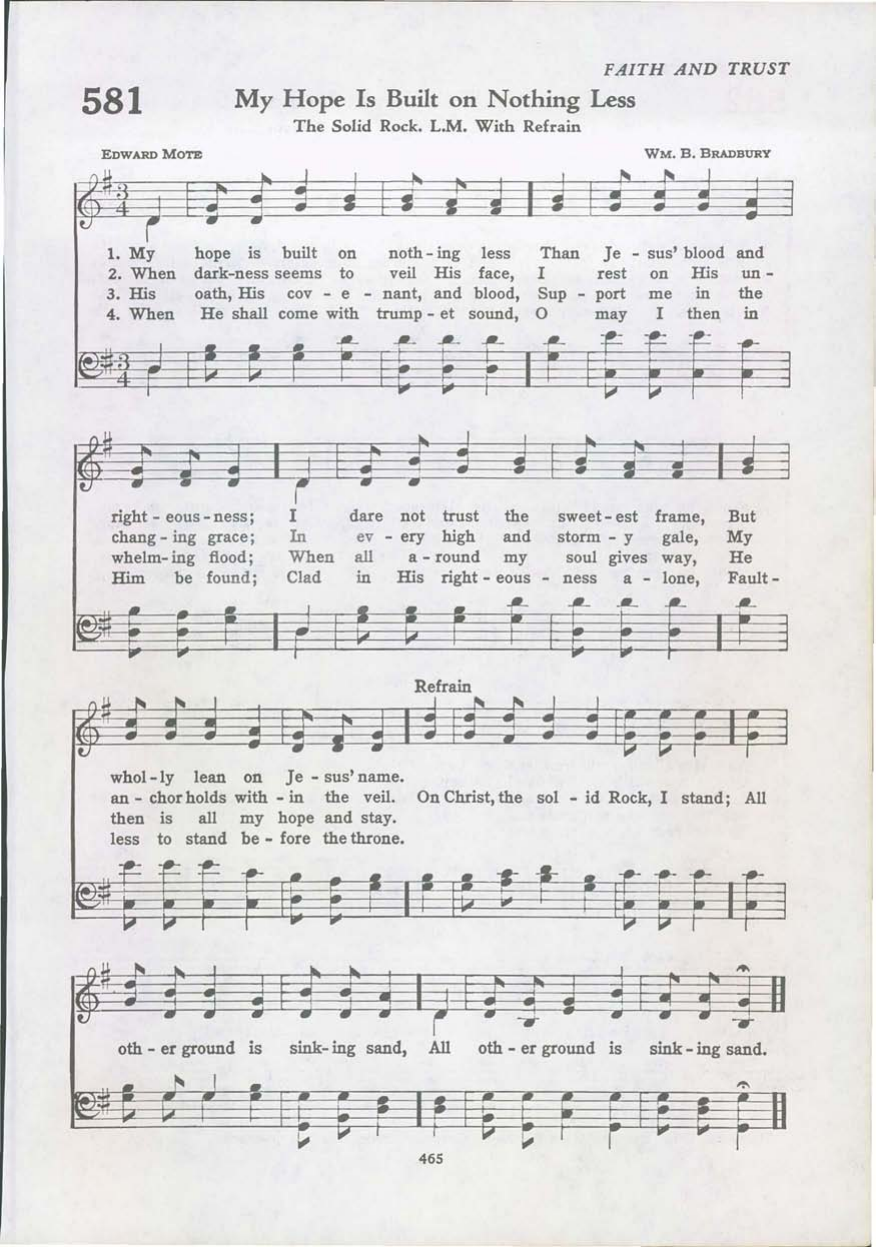 FAITH AND TRUST
581 My Hope Is Built on Nothing Less
The Solid Rock. L.M. With Refrain
EDWARD MOTE WM. B. BRADBURY
3
4
1. My hope is built on noth - ing less Than Je - sus' blood and
2. When dark-ness seems to veil His face, I rest on His un -
3. His oath, His cov - e - nant, and blood, Sup - port me in the
4. When He shall come with trump - et sound, O may I then in
3
4
right - eous - ness; I dare not trust the sweet - est frame, But
chang - ing grace; In ev - ery high and storm - y gale, My
whelm- ing flood; When all a - round my soul gives way, He
Him be found; Clad in His right - eous - ness a - lone, Fault -
Refrain
whol - ly lean on Je - sus' name.
an - chor holds with - in the veil. On Christ, the sol - id Rock, I stand; All
then is all my hope and stay.
less to stand be - fore the throne.
oth - er ground is sink- ing sand, All oth - er ground is sink - ing sand.
465